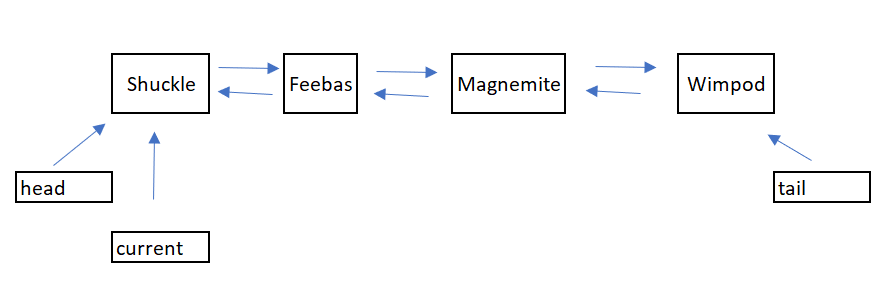 Shuckle
Feebas
Magnemite
Wimpod
head
tail
current